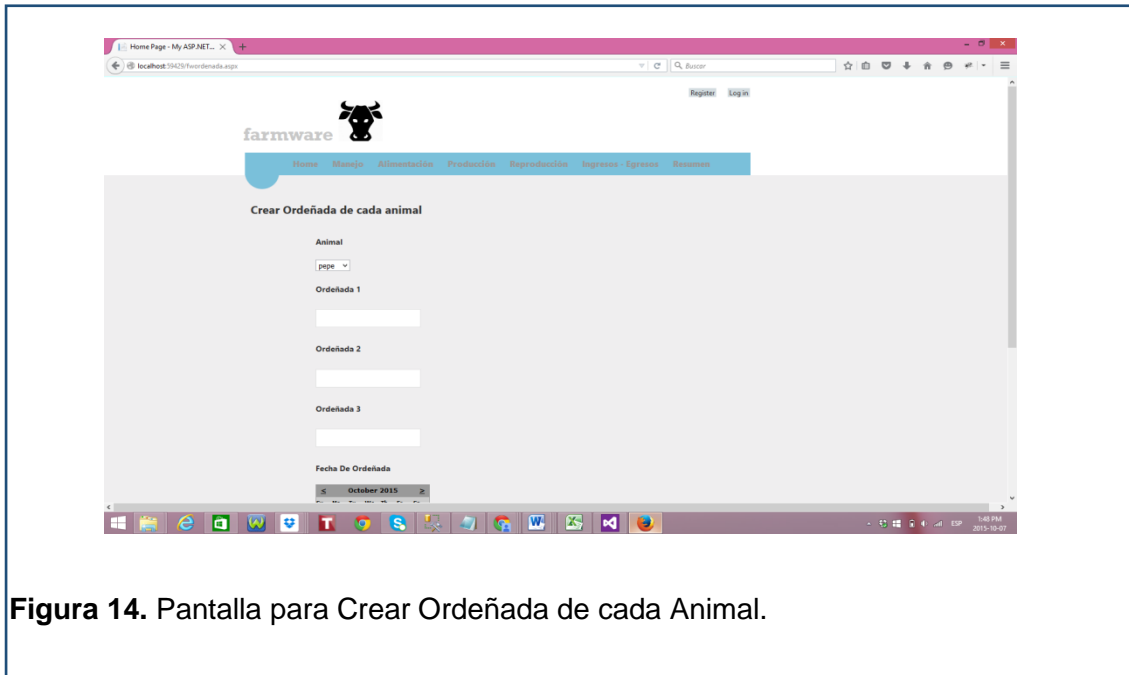 Home Page - My ASP.NET...
localhost:59429/fwordenada.aspx
Buscar
Register Log in
farmware
Home Manejo Alimentación Producción Reproducción Ingresos - Egresos Resumen
Crear Ordeñada de cada animal
Animal
pepe
Ordeñada 1
Ordeñada 2
Ordeñada 3
Fecha De Ordeñada
< October 2015 >
ESP
1:48 PM
2015-10-07
Figura 14. Pantalla para Crear Ordeñada de cada Animal.